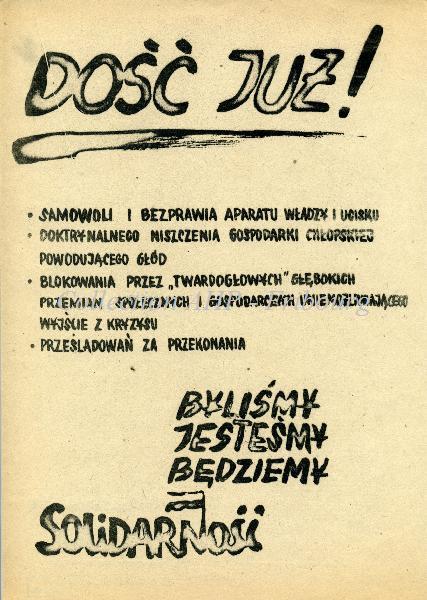 DOŚĆ JUŻ!
• SAMOWOLI I BEZPRAWIA APARATU WŁADZY I UCISKU
• DOKTRYNALNEGO NISZCZENIA GOSPODARKI CHŁOPSKIEJ
POWODUJĄCEGO GŁÓD
• BLOKOWANIA PRZEZ „TWARDOGŁOWYCH” GŁĘBOKICH
PRZEMIAN SPOŁECZNYCH I GOSPODARCZYCH UNIEMOŻLIWIAJĄCEGO
WYJŚCIE Z KRYZYSU
• PRZEŚLADOWAŃ ZA PRZEKONANIA
BYLIŚMY
JESTEŚMY
BĘDZIEMY
SOLIDARNOŚĆ